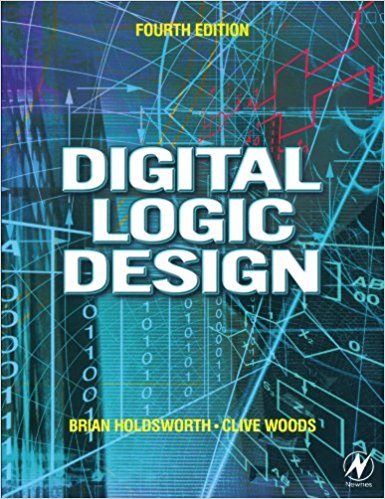 FOURTH EDITION
DIGITAL
LOGIC
DESIGN
BRIAN HOLDSWORTH · CLIVE WOODS
Newnes